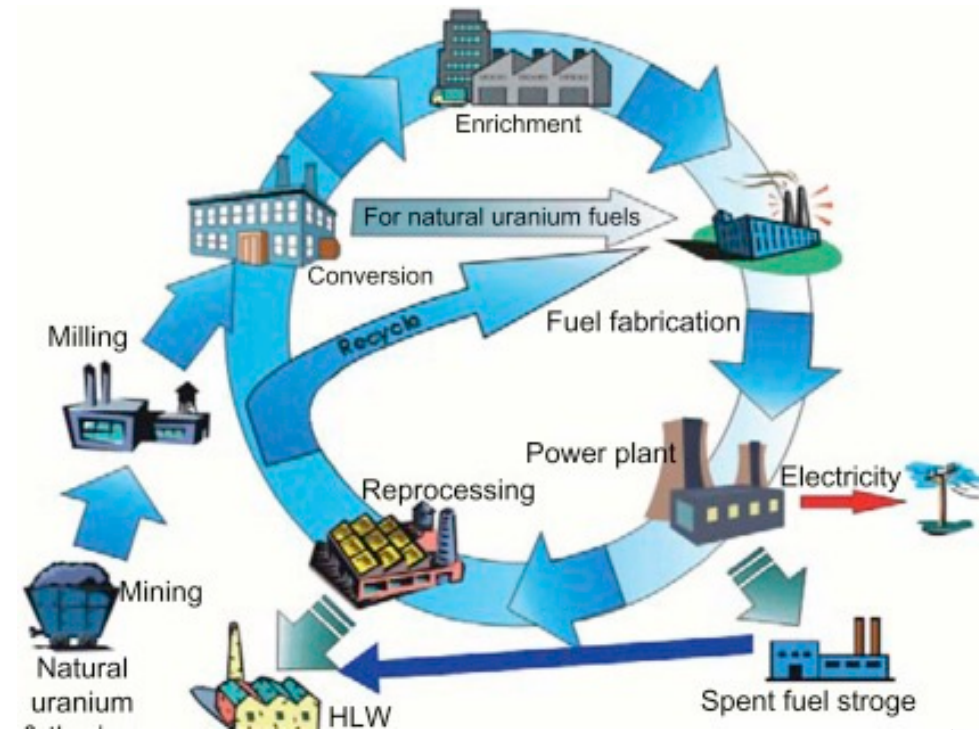 Enrichment
For natural uranium fuels
Conversion
Recycle
Fuel fabrication
Milling
Power plant
Electricity
Reprocessing
Mining
Natural
uranium
Spent fuel stroge
HLW